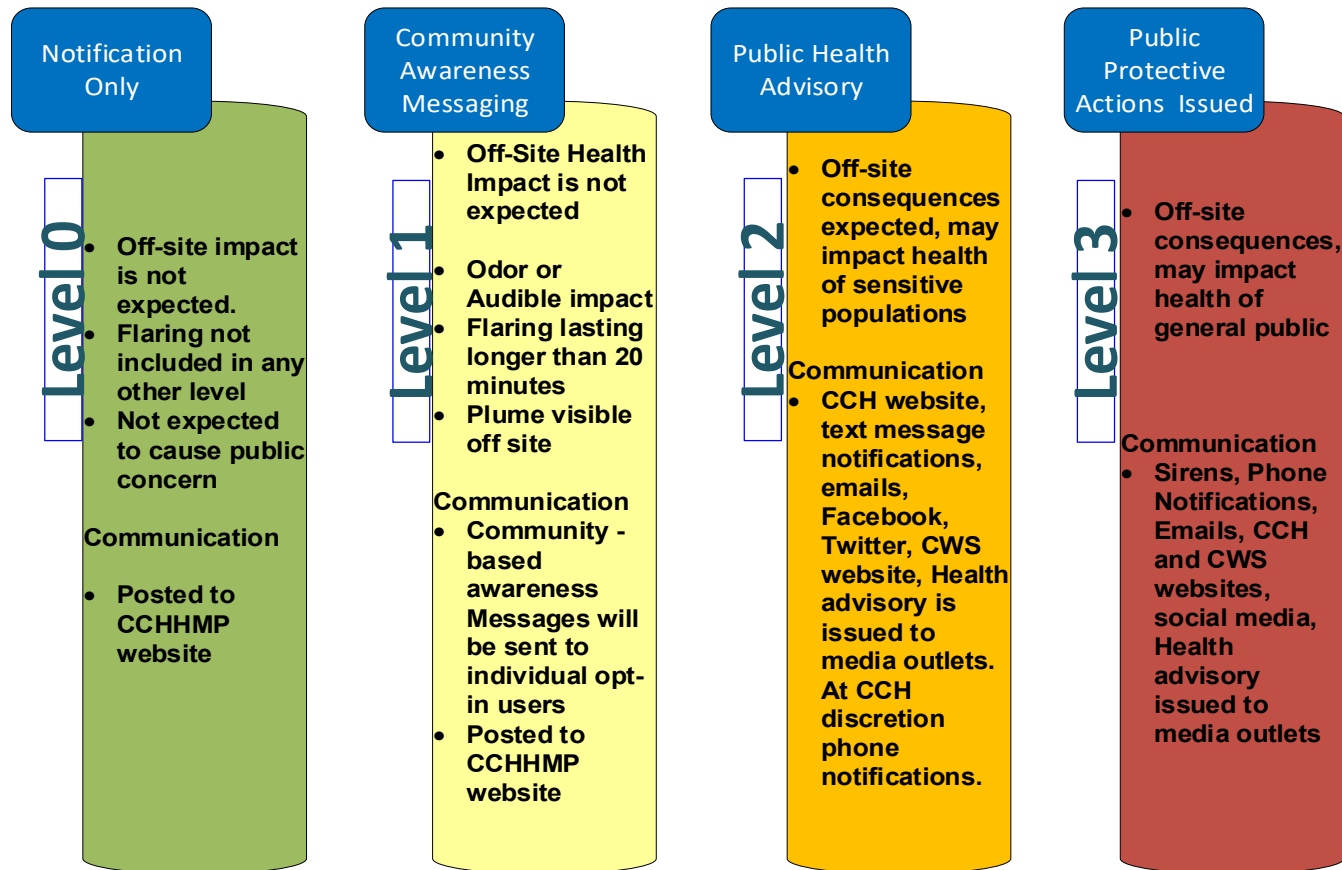 Notification
Only
Level 0
• Off-site impact
is not
expected.
• Flaring not
included in any
other level
• Not expected
to cause public
concern
Communication
• Posted to
CCHHMP
website
Community
Awareness
Messaging
Level 1
• Off-Site Health
Impact is not
expected
• Odor or
Audible impact
• Flaring lasting
longer than 20
minutes
• Plume visible
off site
Communication
• Community -
based
awareness
Messages will
be sent to
individual opt-
in users
• Posted to
CCHHMP
website
Public Health
Advisory
Level 2
• Off-site
consequences
expected, may
impact health
of sensitive
populations
Communication
• CCH website,
text message
notifications,
emails,
Facebook,
Twitter, CWS
website, Health
advisory is
issued to
media outlets.
At CCH
discretion
phone
notifications.
Public
Protective
Actions Issued
Level 3
• Off-site
consequences,
may impact
health of
general public
Communication
• Sirens, Phone
Notifications,
Emails, CCH
and CWS
websites,
social media,
Health
advisory
issued to
media outlets